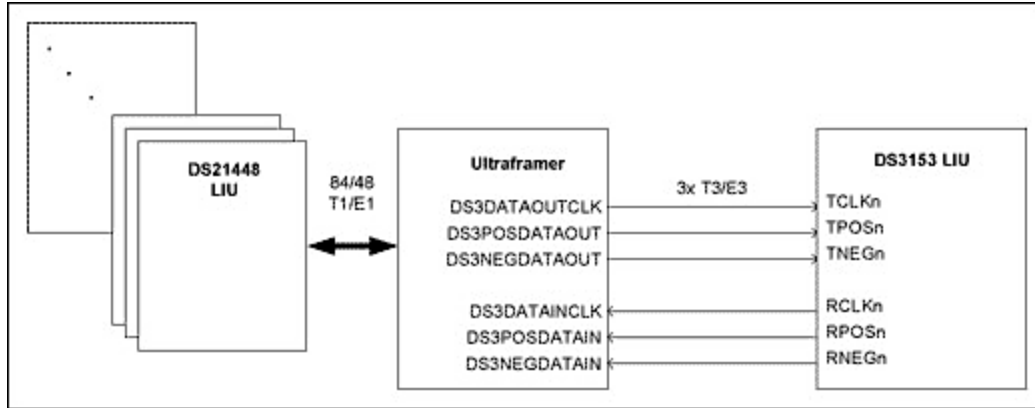 DS21448
LIU
84/48
T1/E1
Ultraframer
DS3DATAOUTCLK
DS3POSDATAOUT
DS3NEGDATAOUT
DS3DATAINCLK
DS3POSDATAIN
DS3NEGDATAIN
3x T3/E3
DS3153 LIU
TCLKn
TPOSn
TNEGn
RCLKn
RPOSn
RNEGn